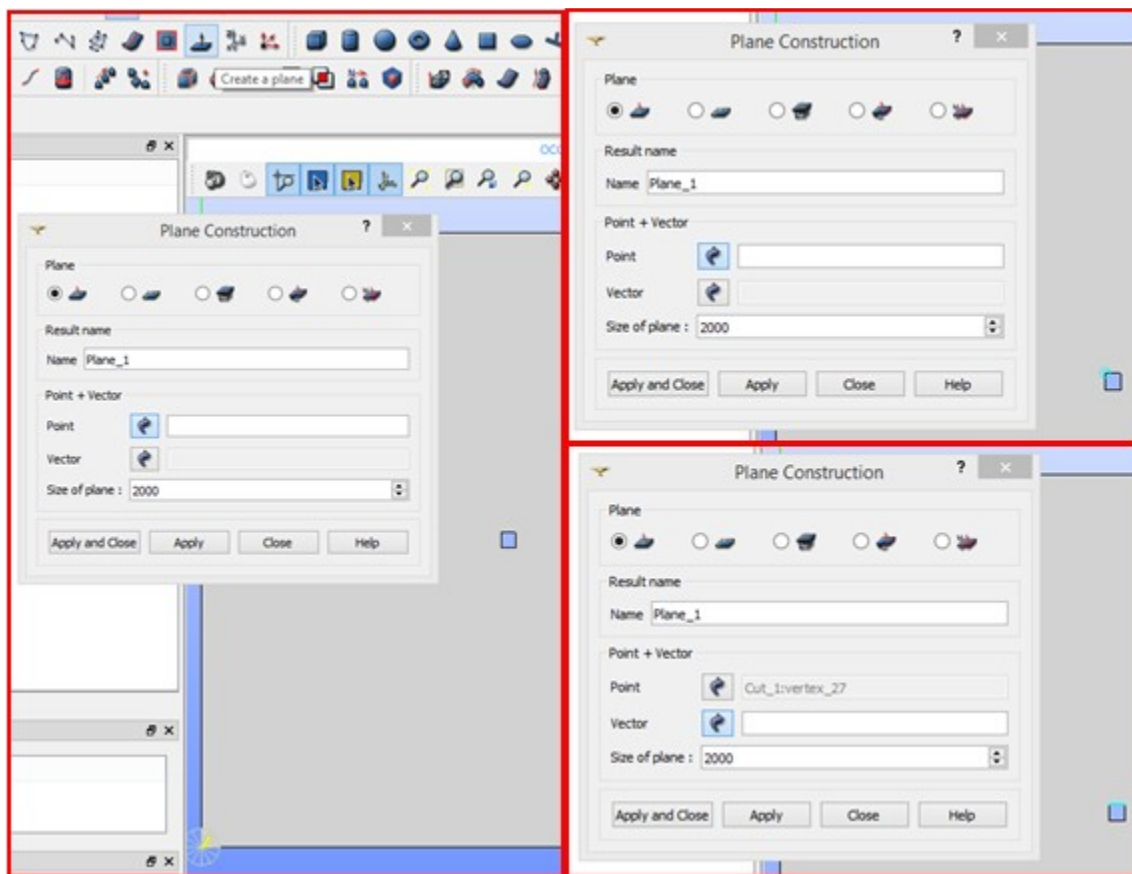 Create a plane
OCC
Plane Construction ?
Plane
Result name
Name Plane_1
Point + Vector
Point
Vector
Size of plane : 2000
Apply and Close Apply Close Help
Plane Construction ?
Plane
Result name
Name Plane_1
Point + Vector
Point
Vector
Size of plane : 2000
Apply and Close Apply Close Help
Plane Construction ?
Plane
Result name
Name Plane_1
Point + Vector
Point Cut_1:vertex_27
Vector
Size of plane : 2000
Apply and Close Apply Close Help